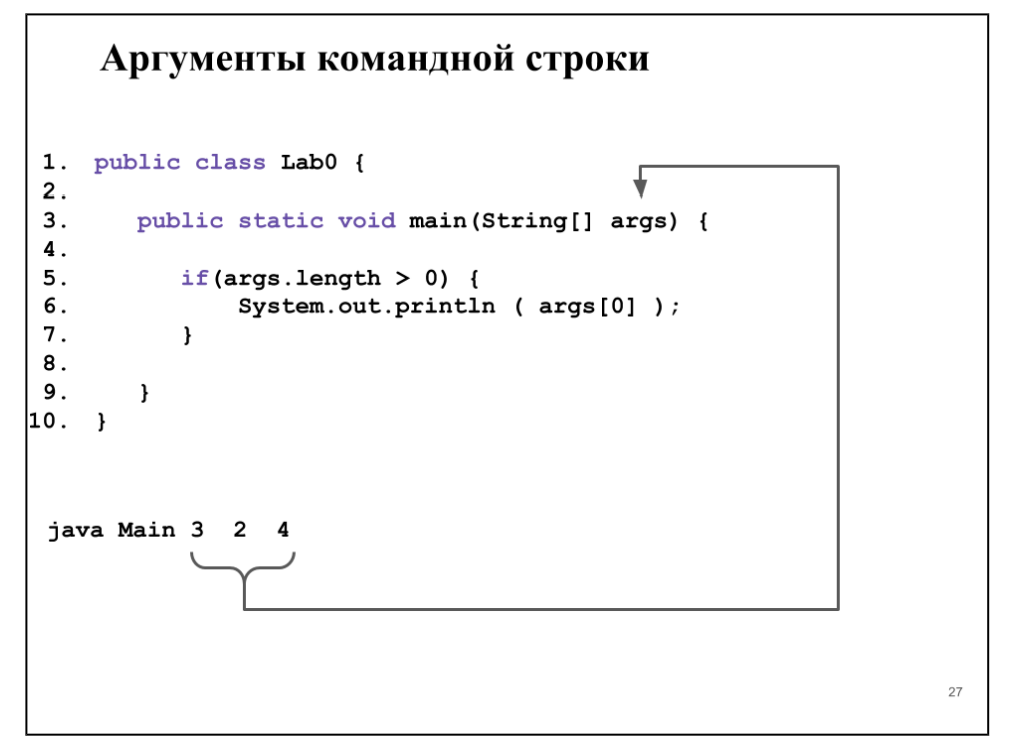 Аргументы командной строки
1. public class Lab0 {
2.
3. public static void main(String[] args) {
4.
5. if(args.length > 0) {
6. System.out.println ( args[0] );
7. }
8.
9. }
10. }
java Main 3 2 4
27